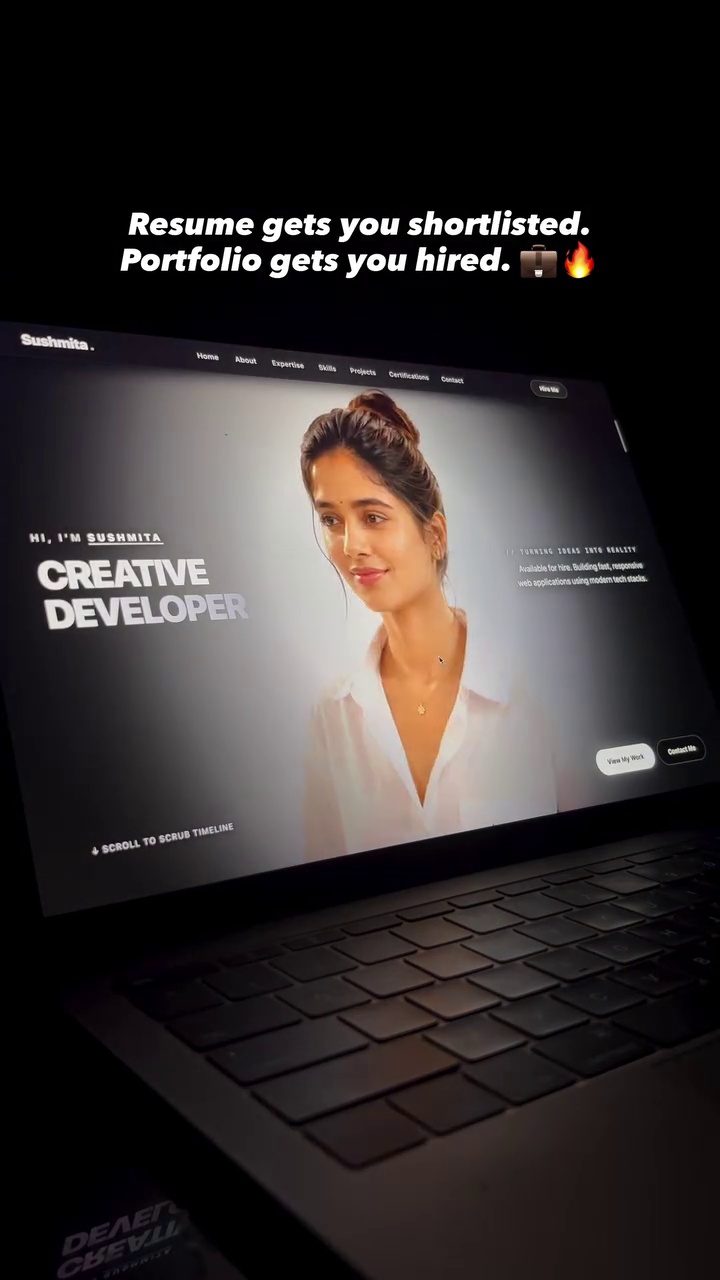 Resume gets you shortlisted.
Portfolio gets you hired. 💼🔥
Sushmita.
Home About Expertise Skills Projects Certifications Contact
Hire Me
HI, I'M SUSHMITA
CREATIVE
DEVELOPER
// TURNING IDEAS INTO REALITY
Available for hire. Building fast, responsive
web applications using modern tech stacks.
View My Work
Contact Me
↓ SCROLL TO SCRUB TIMELINE